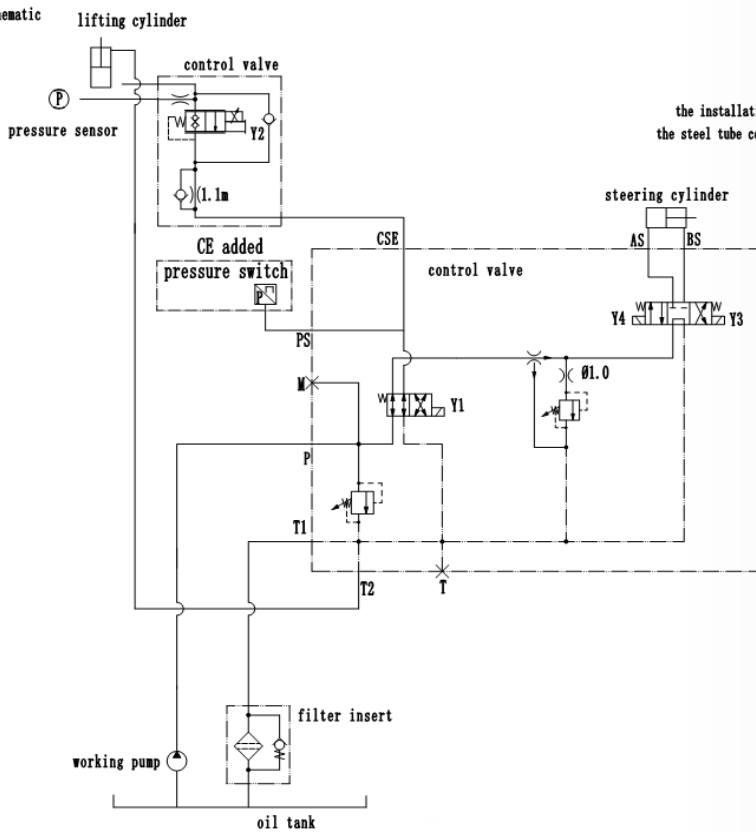 lifting cylinder
control valve
P
pressure sensor
Y2
1.1m
the
the steel tube
steering cylinder
CE added
CSE
AS
BS
pressure switch
control valve
P
Y4
Y3
PS
M
Ø1.0
Y1
P
T1
T2
T
filter insert
working pump
oil tank